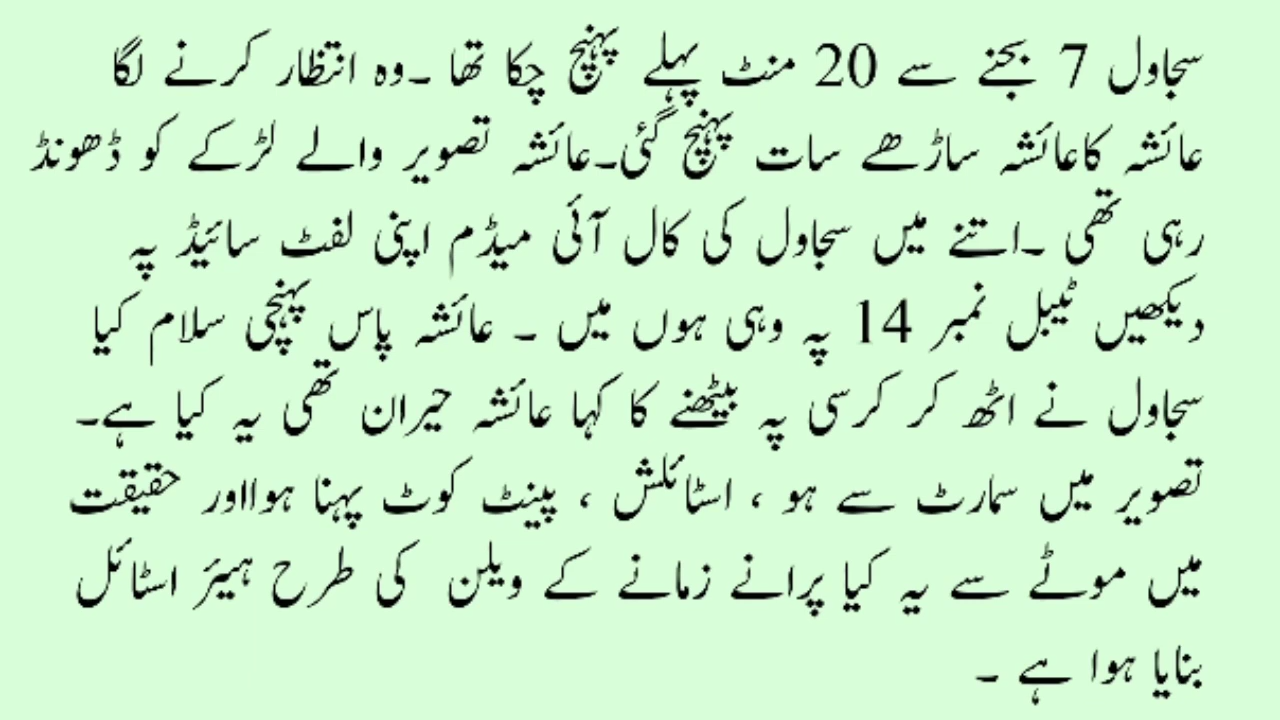 سجاول 7 بجنے سے 20 منٹ پہلے پہنچ چکا تھا ۔وہ انتظار کرنے لگا
عائشہ کاعائشہ ساڑھے سات پہنچ گئی۔عائشہ تصویر والے لڑکے کو ڈھونڈ
رہی تھی ۔اتنے میں سجاول کی کال آئی میڈم اپنی لفٹ سائیڈ پہ
دیکھیں ٹیبل نمبر 14 پہ وہی ہوں میں ۔ عائشہ پاس پہنچی سلام کیا
سجاول نے اٹھ کر کرسی پہ بیٹھنے کا کہا عائشہ حیران تھی یہ کیا ہے۔
تصویر میں سمارٹ سے ہو ، اسٹائلش ، پینٹ کوٹ پہنا ہوااور حقیقت
میں موٹے سے یہ کیا پرانے زمانے کے ویلن کی طرح ہیئر اسٹائل
بنایا ہوا ہے ۔